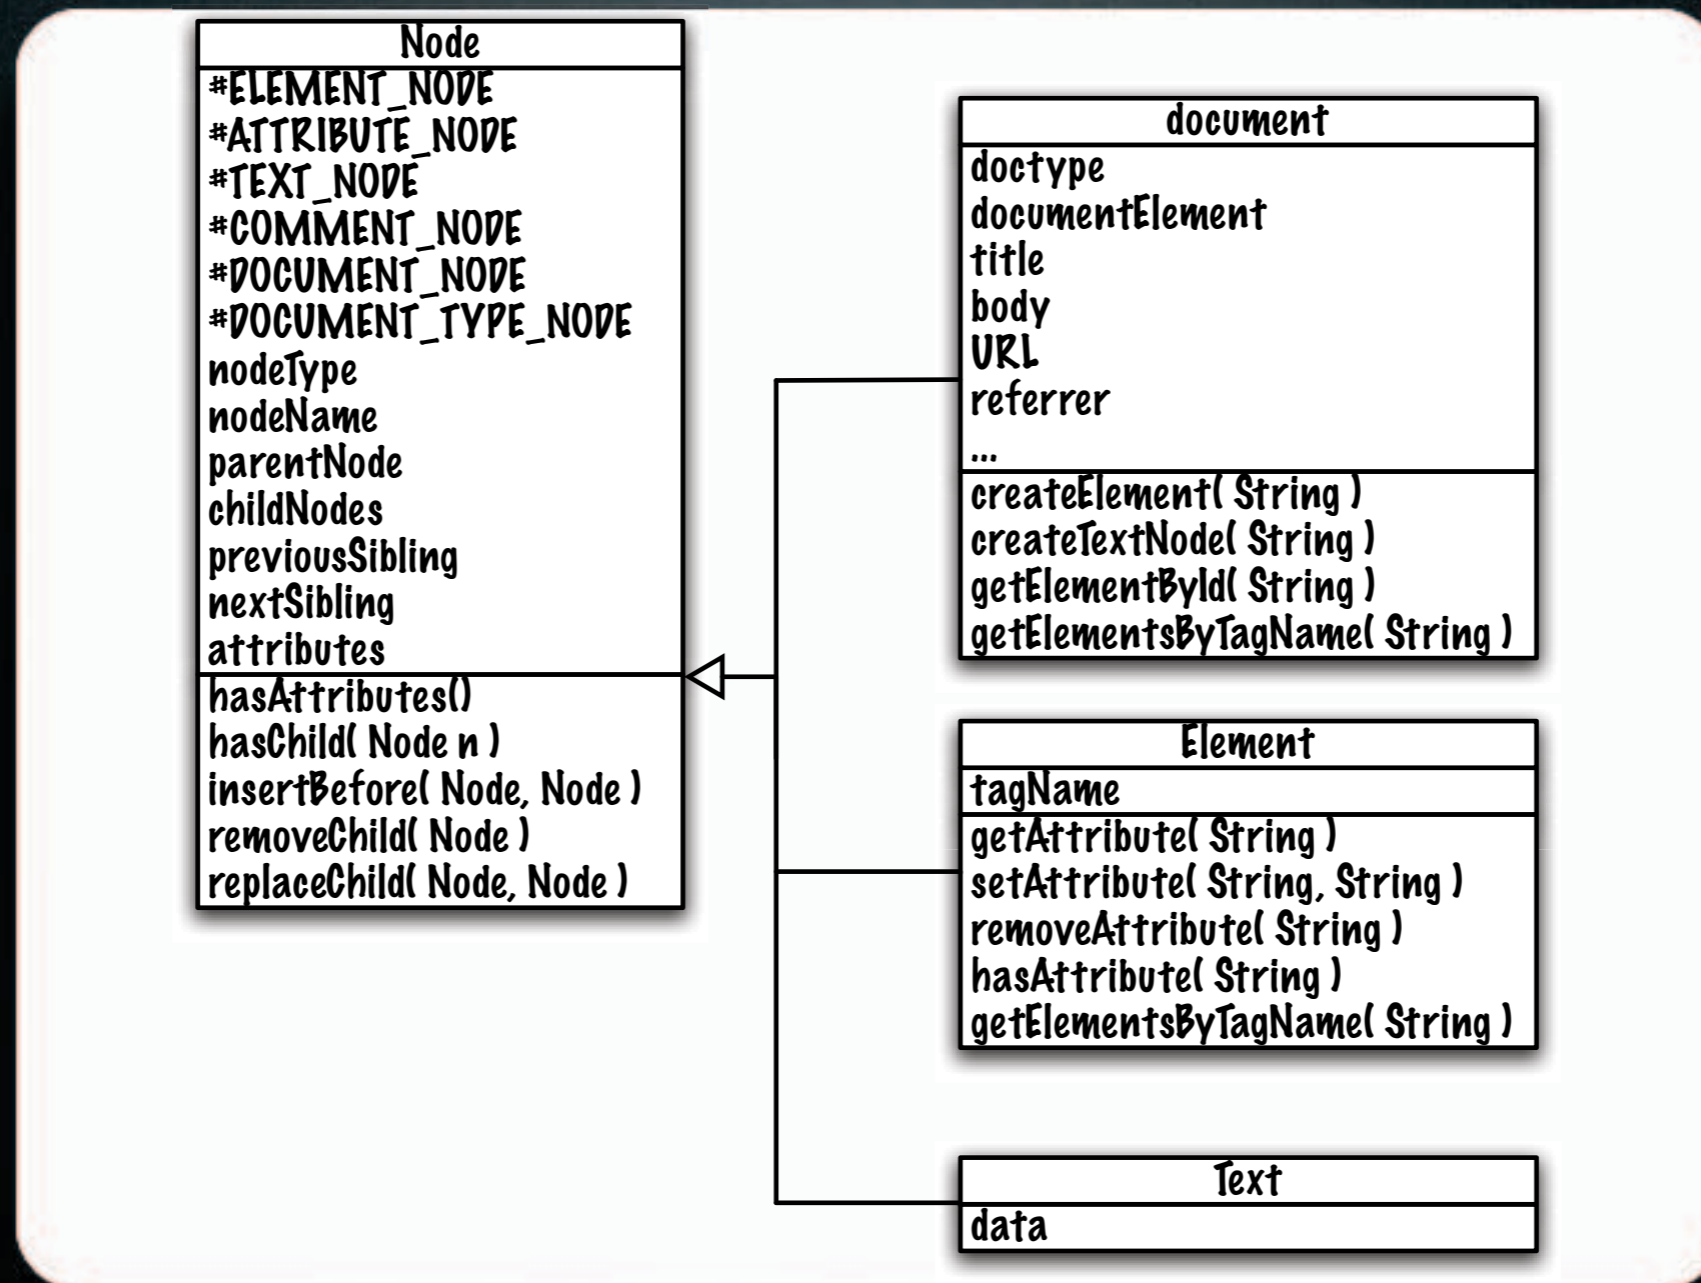 Node
#ELEMENT_NODE
#ATTRIBUTE_NODE
#TEXT_NODE
#COMMENT_NODE
#DOCUMENT_NODE
#DOCUMENT_TYPE_NODE
nodeType
nodeName
parentNode
childNodes
previousSibling
nextSibling
attributes
hasAttributes()
hasChild( Node n )
insertBefore( Node, Node )
removeChild( Node )
replaceChild( Node, Node )
document
doctype
documentElement
title
body
URL
referrer
...
createElement( String )
createTextNode( String )
getElementById( String )
getElementsByTagName( String )
Element
tagName
getAttribute( String )
setAttribute( String, String )
removeAttribute( String )
hasAttribute( String )
getElementsByTagName( String )
Text
data